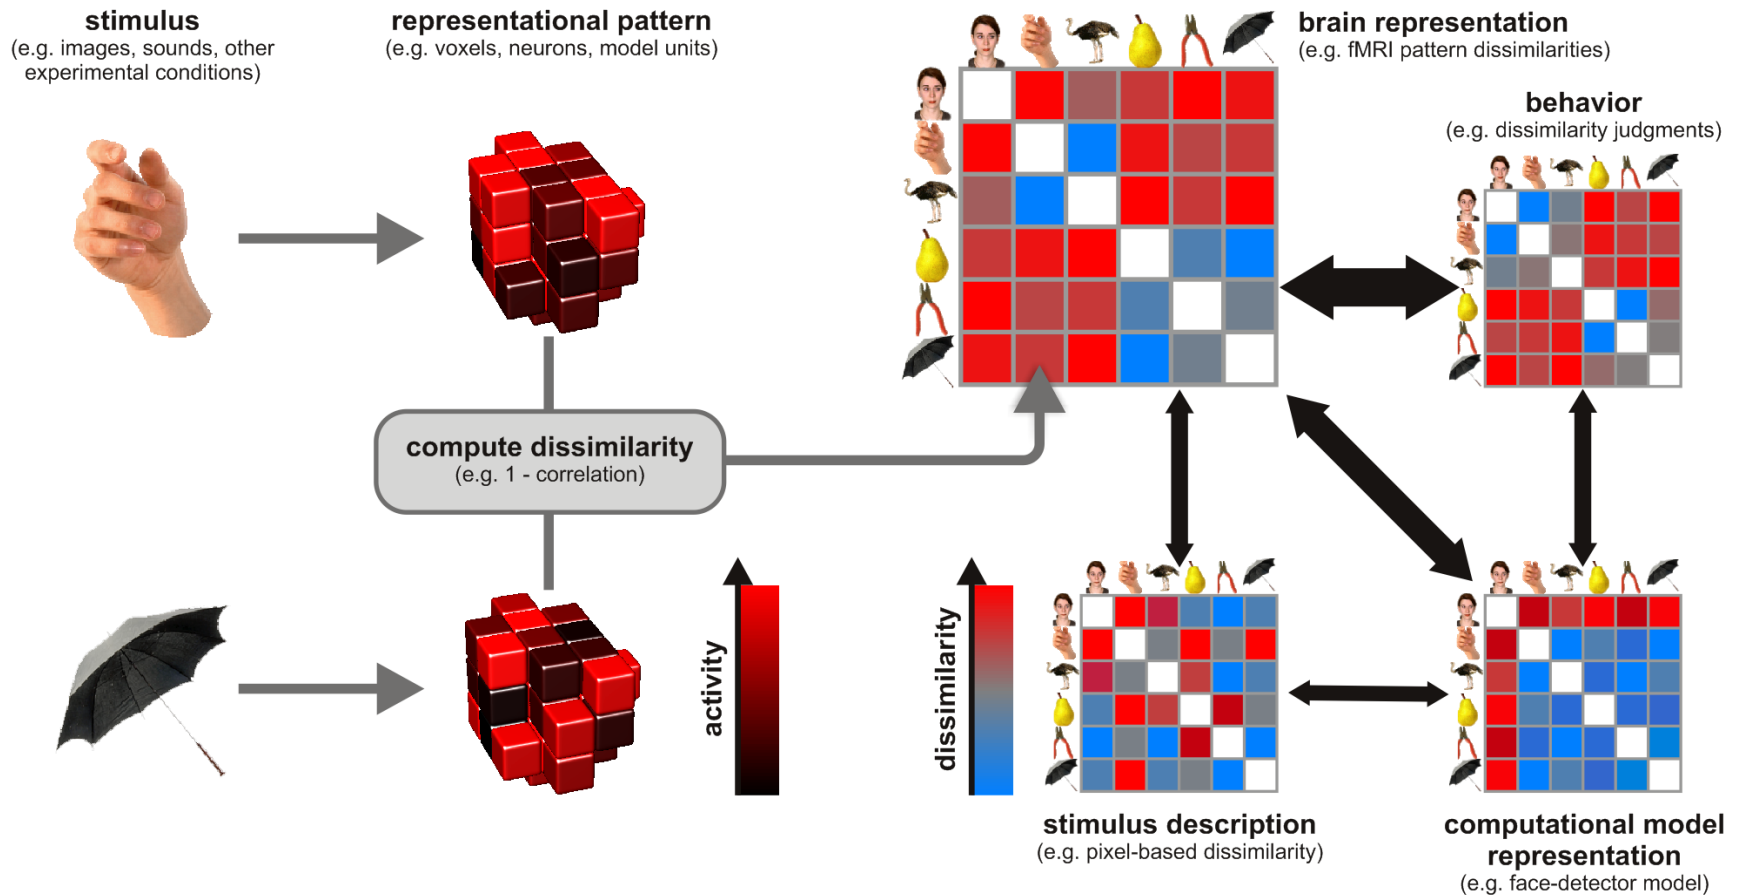 stimulus
(e.g. images, sounds, other
experimental conditions)
representational pattern
(e.g. voxels, neurons, model units)
brain representation
(e.g. fMRI pattern dissimilarities)
behavior
(e.g. dissimilarity judgments)
compute dissimilarity
(e.g. 1 - correlation)
activity
dissimilarity
stimulus description
(e.g. pixel-based dissimilarity)
computational model
representation
(e.g. face-detector model)